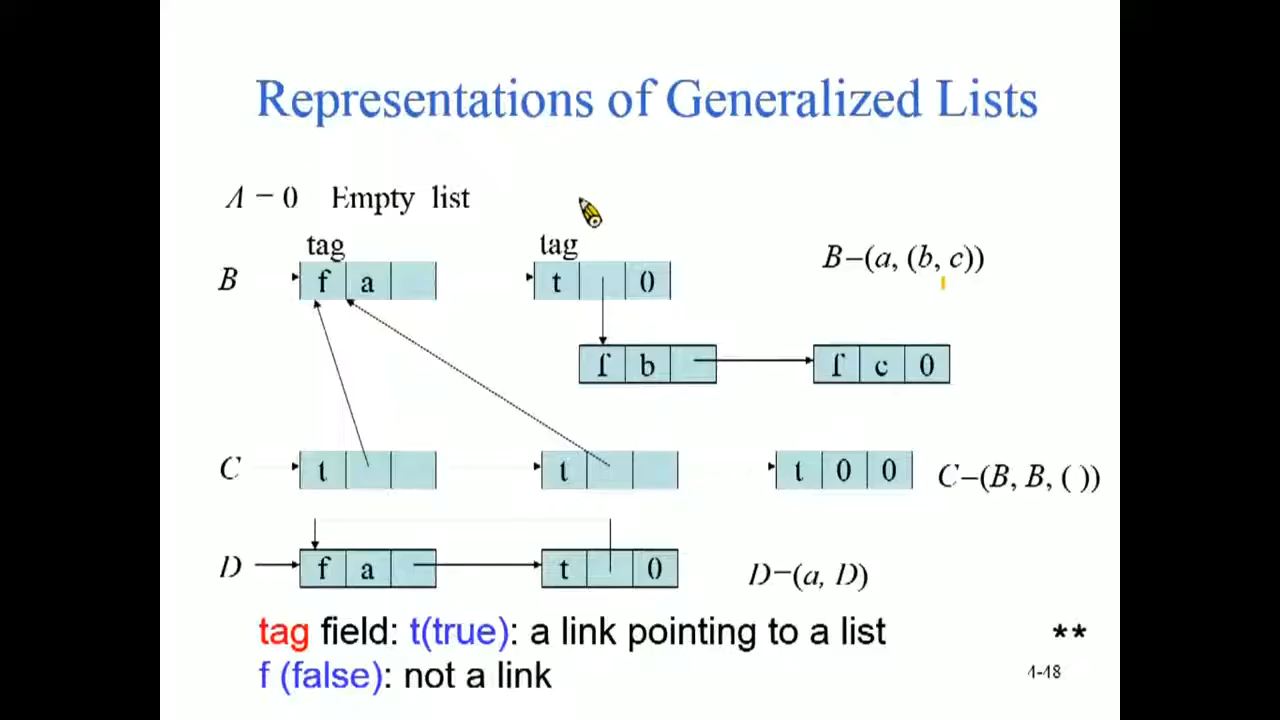 Representations of Generalized Lists
A = 0 Empty list
tag tag
B f a t 0 B=(a, (b, c))
f b f c 0
C t t t 0 0 C=(B, B, ( ))
D f a t 0 D=(a, D)
tag field: t(true): a link pointing to a list **
f (false): not a link 4-48